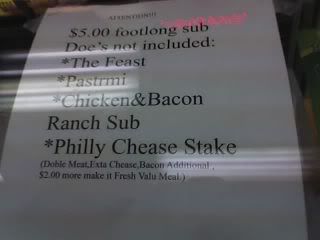 ATTENTION!!!
$5.00 footlong sub
Doe's not included:
*The Feast
*Pastrmi
*Chicken&Bacon
Ranch Sub
*Philly Chease Stake
(Doble Meat,Exta Chease,Bacon Additional ,
$2.00 more make it Fresh Valu Meal.)